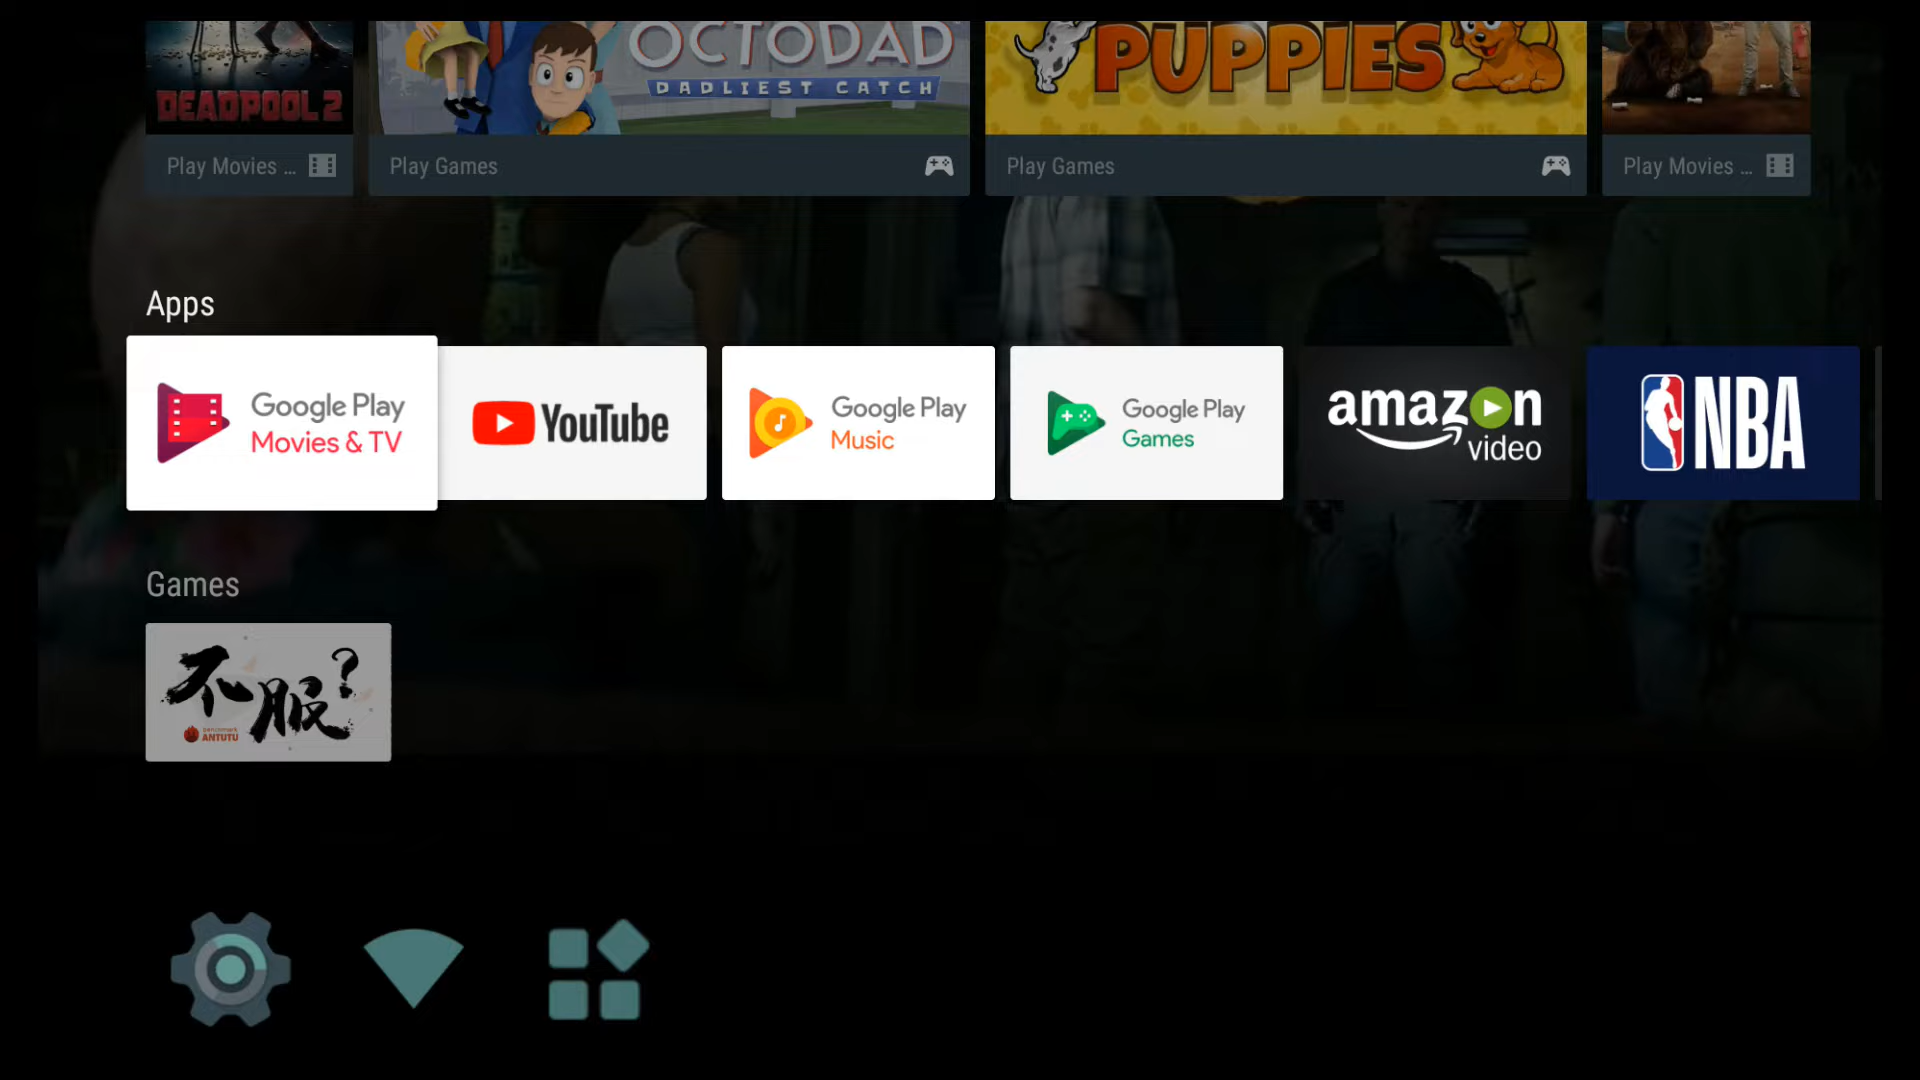 DEADPOOL 2
OCTODAD
DADLIEST CATCH
PUPPIES
Play Movies ...
Play Games
Play Games
Play Movies ...
Apps
Google Play
Movies & TV
YouTube
Google Play
Music
Google Play
Games
amazon
video
NBA
Games
不服?
benchmark
ANTUTU